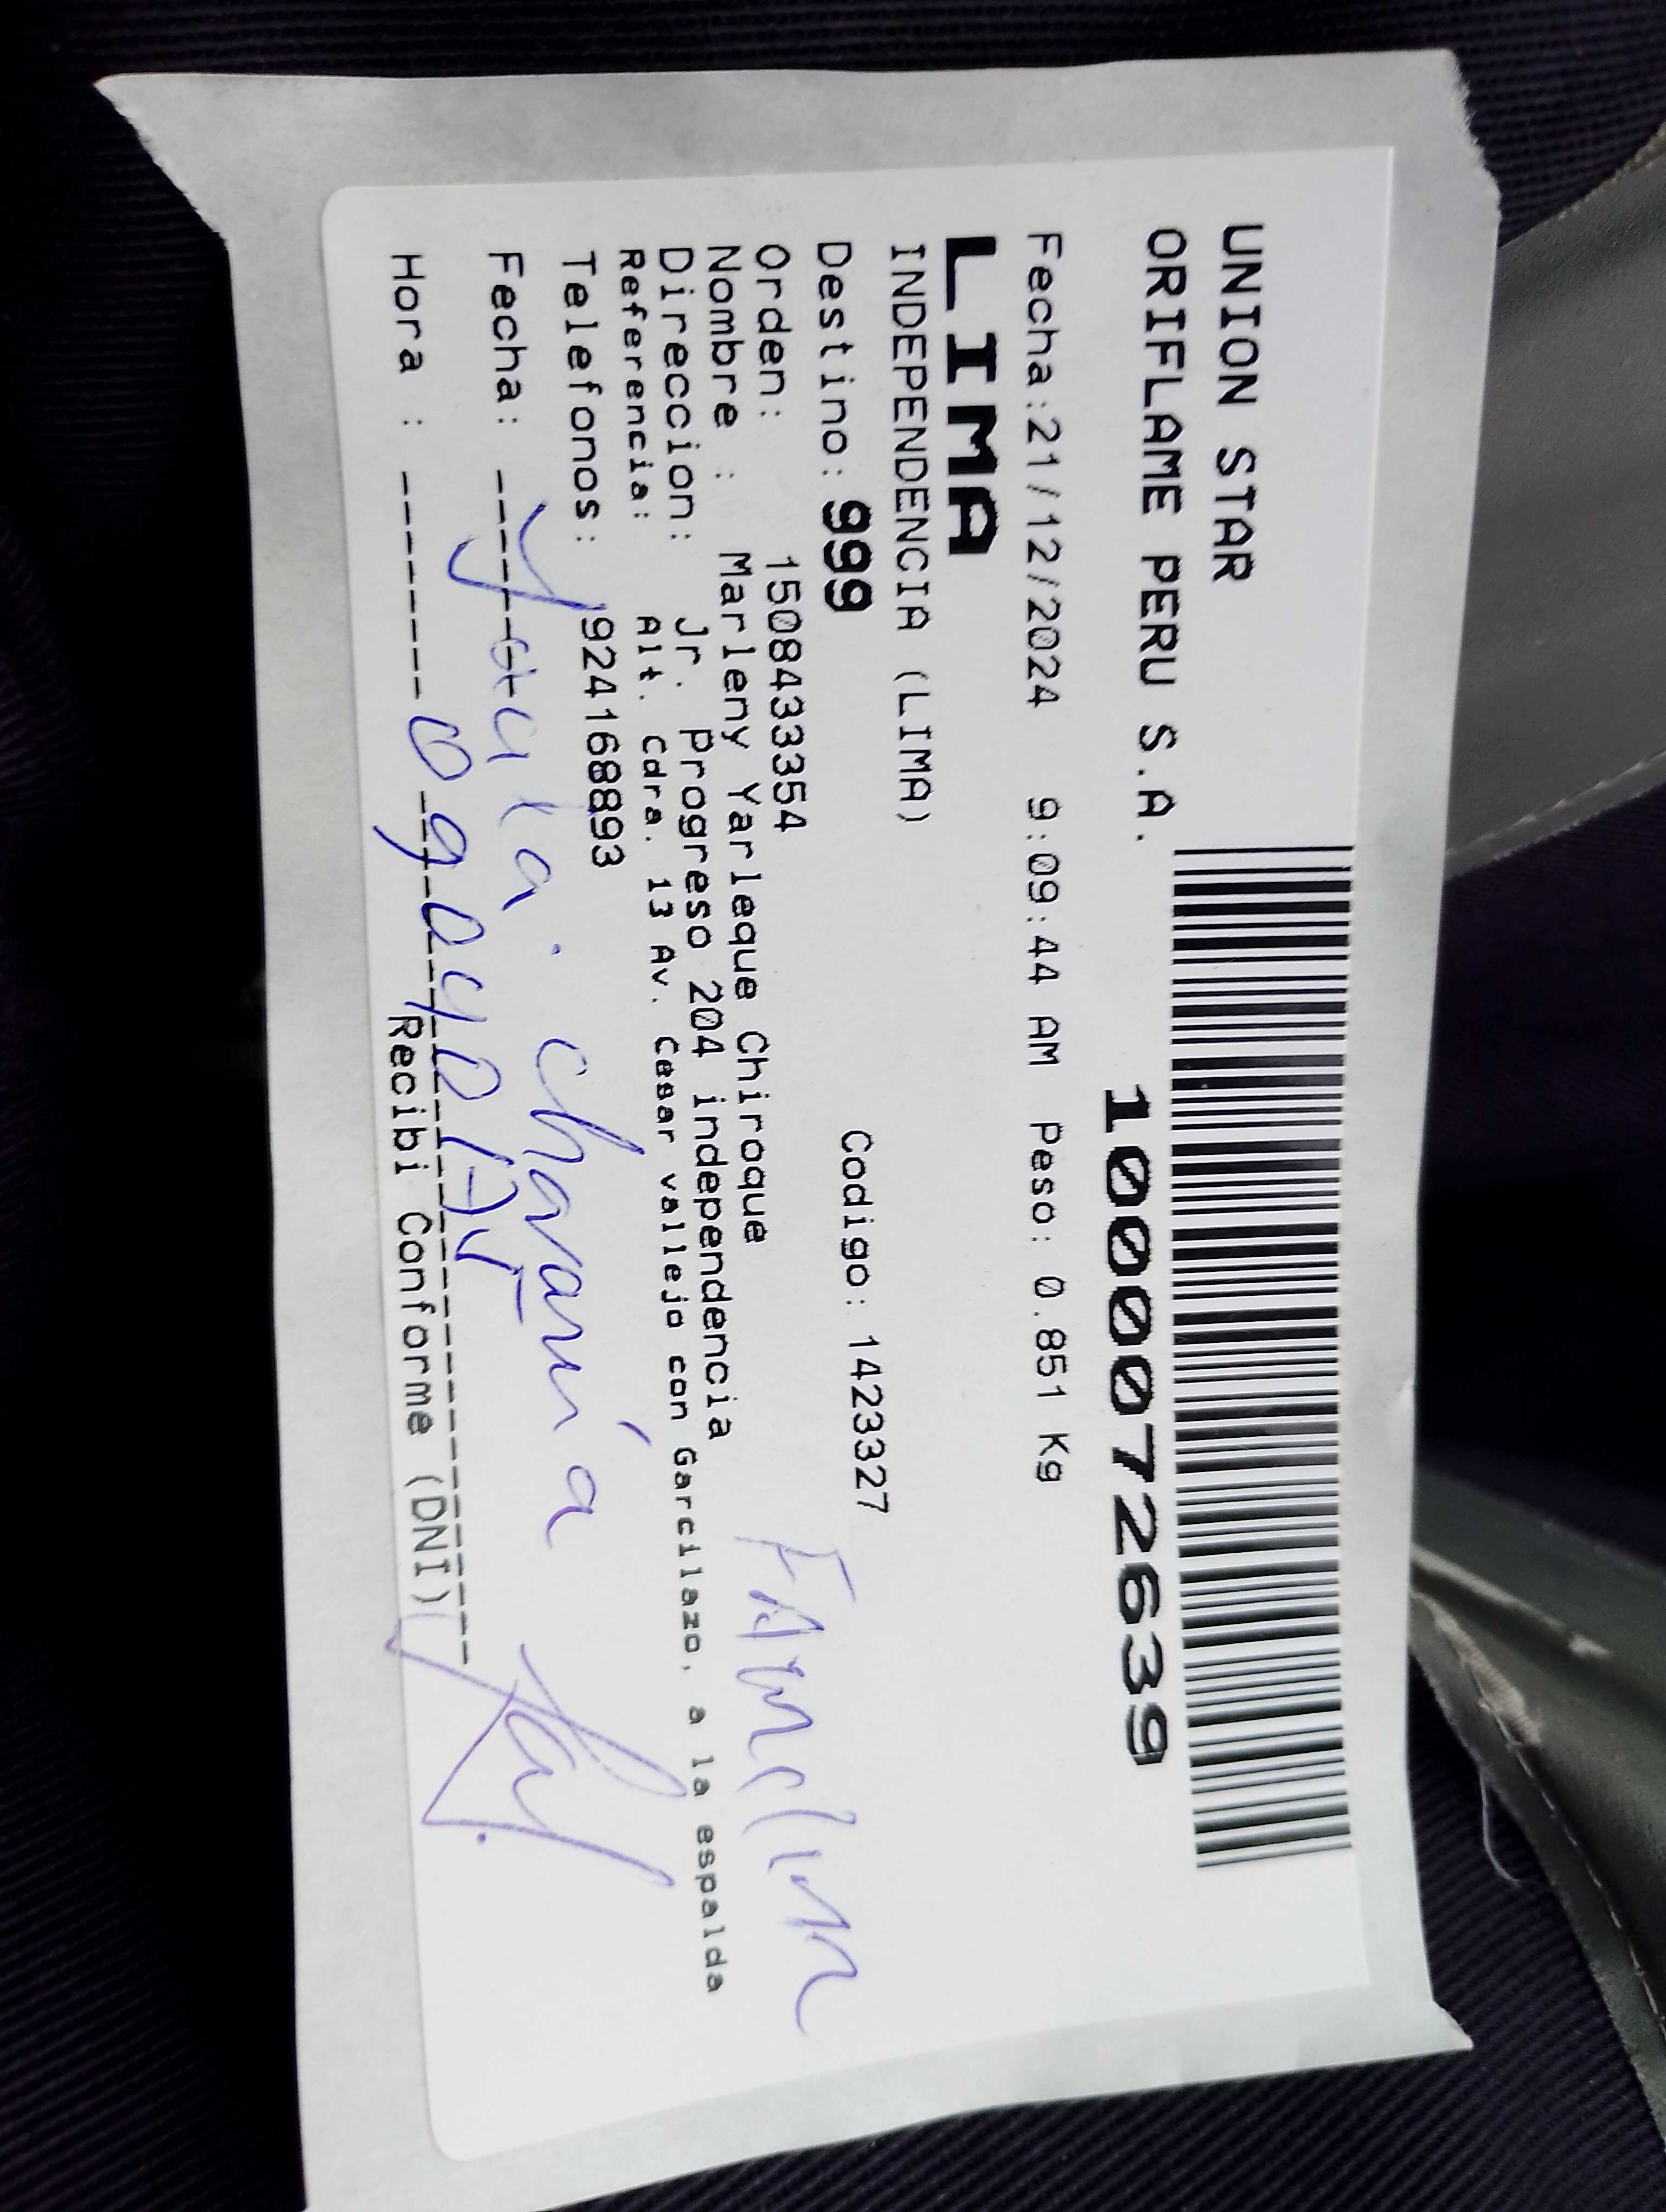 UNION STAR
ORIFLAME PERU S.A.
10000072639
Fecha:21/12/2024 9:09:44 AM Peso: 0.851 Kg
LIMA
INDEPENDENCIA (LIMA)
Destino: 999 Codigo: 1423327
Orden: 1508433354
Nombre : Marleny Yarleque Chiroque
Direccion: Jr. Progreso 204 independencia
Referencia: Alt. Cdra. 13 Av. Cesar vallejo con Garcilazo, a la espalda
Telefonos: 924168893
Fecha: Chavarría
Hora :
Recibi Conforme (DNI)